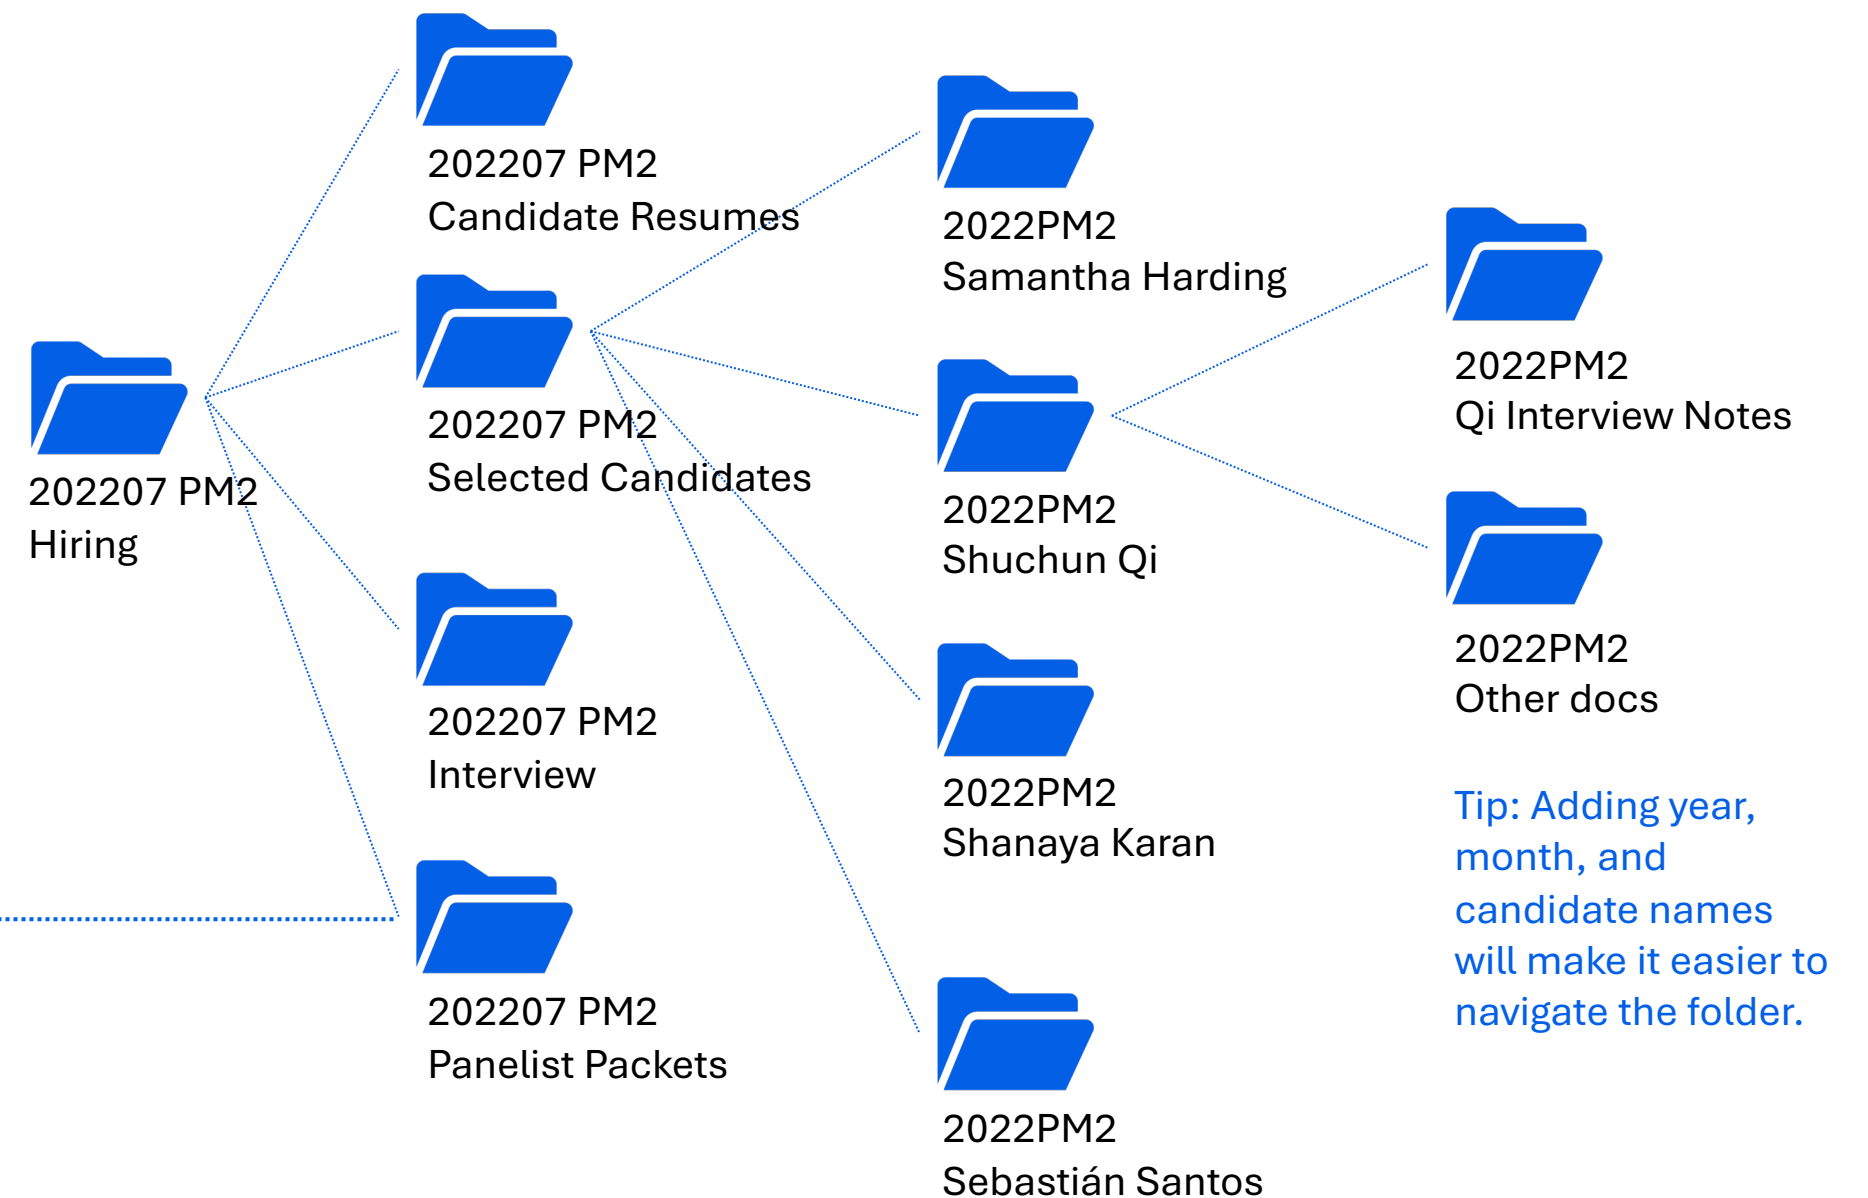 202207 PM2
Hiring
202207 PM2
Candidate Resumes
202207 PM2
Selected Candidates
202207 PM2
Interview
202207 PM2
Panelist Packets
2022PM2
Samantha Harding
2022PM2
Shuchun Qi
2022PM2
Shanaya Karan
2022PM2
Sebastián Santos
2022PM2
Qi Interview Notes
2022PM2
Other docs
Tip: Adding year,
month, and
candidate names
will make it easier to
navigate the folder.